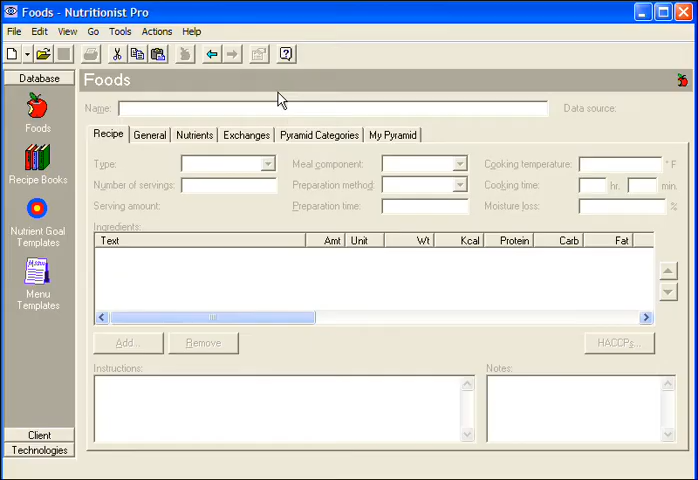 Foods - Nutritionist Pro
File Edit View Go Tools Actions Help
Database
Foods
Recipe Books
Nutrient Goal
Templates
Menu
Menu
Templates
Client
Technologies
Foods
Name:
Data source:
Recipe General Nutrients Exchanges Pyramid Categories My Pyramid
Type: Meal component: Cooking temperature: ° F
Number of servings: Preparation method: Cooking time: hr. min.
Serving amount: Preparation time: Moisture loss: %
Ingredients:
Text Amt Unit Wt Kcal Protein Carb Fat
Add... Remove HACCPs...
Instructions: Notes: